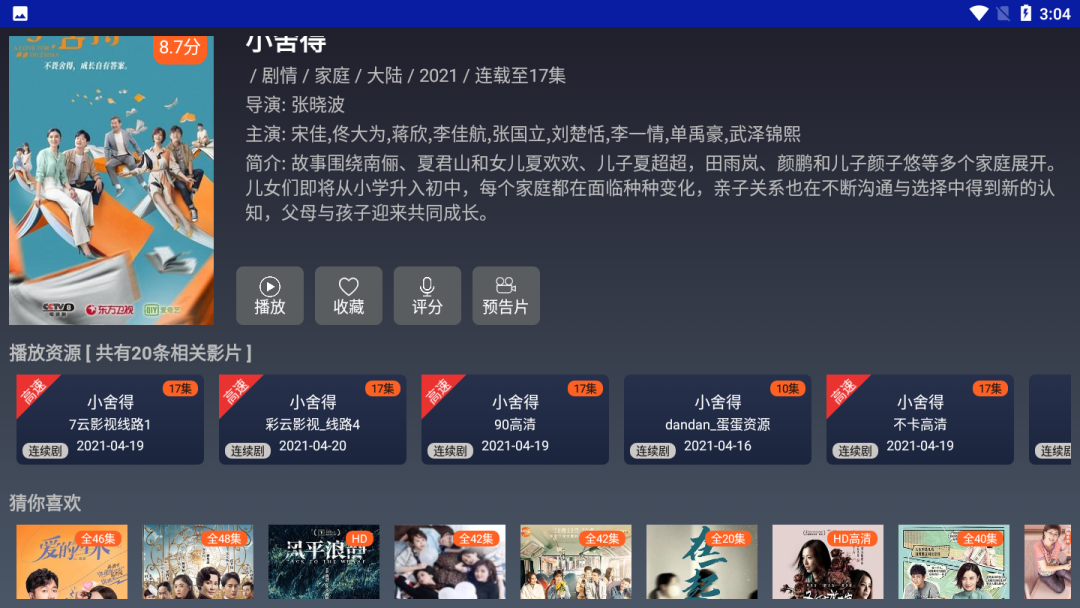 3:04
8.7分
不畏舍得，成长自有答案。
CCTV8
东方卫视
爱奇艺
小舍得
/ 剧情 / 家庭 / 大陆 / 2021 / 连载至17集
导演: 张晓波
主演: 宋佳,佟大为,蒋欣,李佳航,张国立,刘楚恬,李一情,单禹豪,武泽锦熙
简介: 故事围绕南俪、夏君山和女儿夏欢欢、儿子夏超超，田雨岚、颜鹏和儿子颜子悠等多个家庭展开。
儿女们即将从小学升入初中，每个家庭都在面临种种变化，亲子关系也在不断沟通与选择中得到新的认
知，父母与孩子迎来共同成长。
播放
收藏
评分
预告片
播放资源 [ 共有20条相关影片 ]
高速
17集
小舍得
7云影视线路1
连续剧
2021-04-19
高速
17集
小舍得
彩云影视_线路4
连续剧
2021-04-20
高速
17集
小舍得
90高清
连续剧
2021-04-19
10集
小舍得
dandan_蛋蛋资源
连续剧
2021-04-16
高速
17集
小舍得
不卡高清
连续剧
2021-04-19
连续剧
猜你喜欢
全46集
全48集
HD
风平浪静
全42集
全42集
全20集
在一起
HD高清
全40集